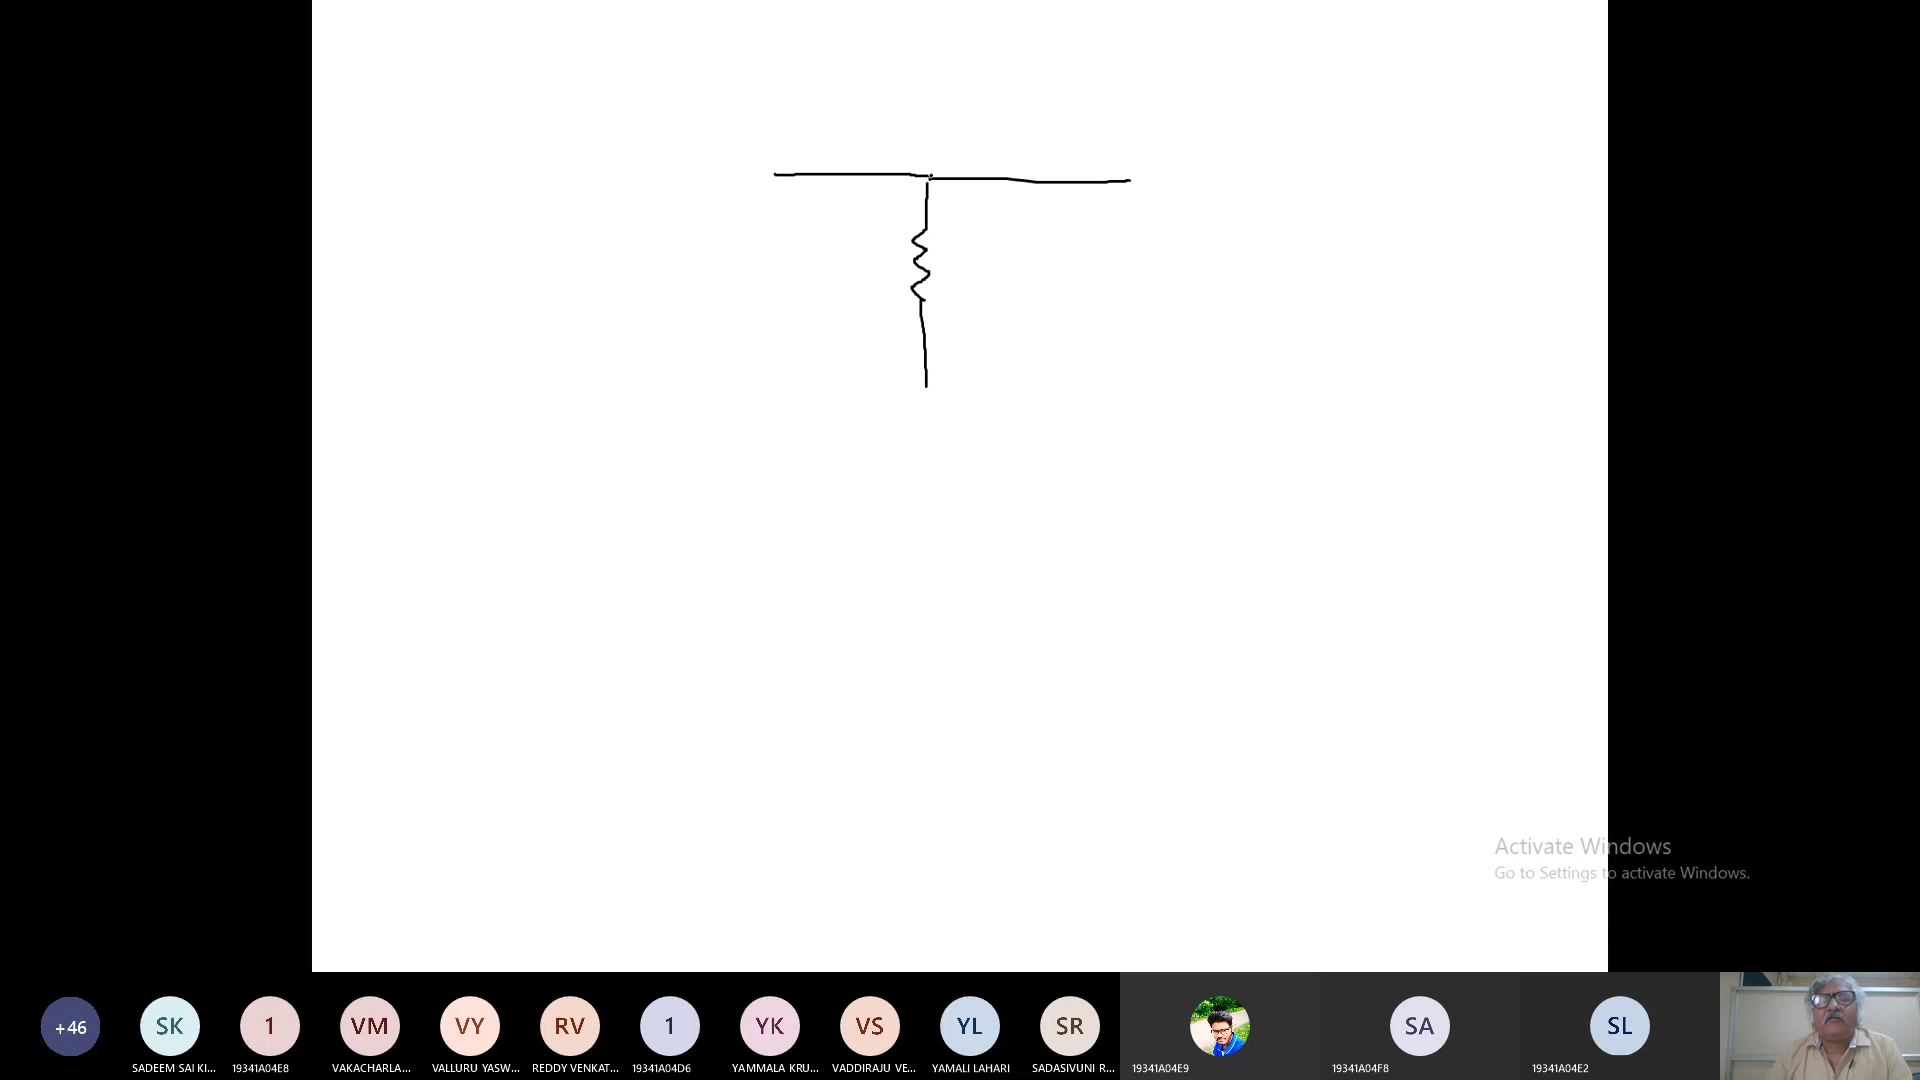 Activate Windows
Go to Settings to activate Windows.
+46
SK
1
VM
VY
RV
1
YK
VS
YL
SR
SA
SL
SADEEM SAI KI...
19341A04E8
VAKACHARLA...
VALLURU YASW...
REDDY VENKAT...
19341A04D6
YAMMALA KRU...
VADDIRAJU VE...
YAMALI LAHARI
SADASIVUNI R...
19341A04E9
19341A04F8
19341A04E2